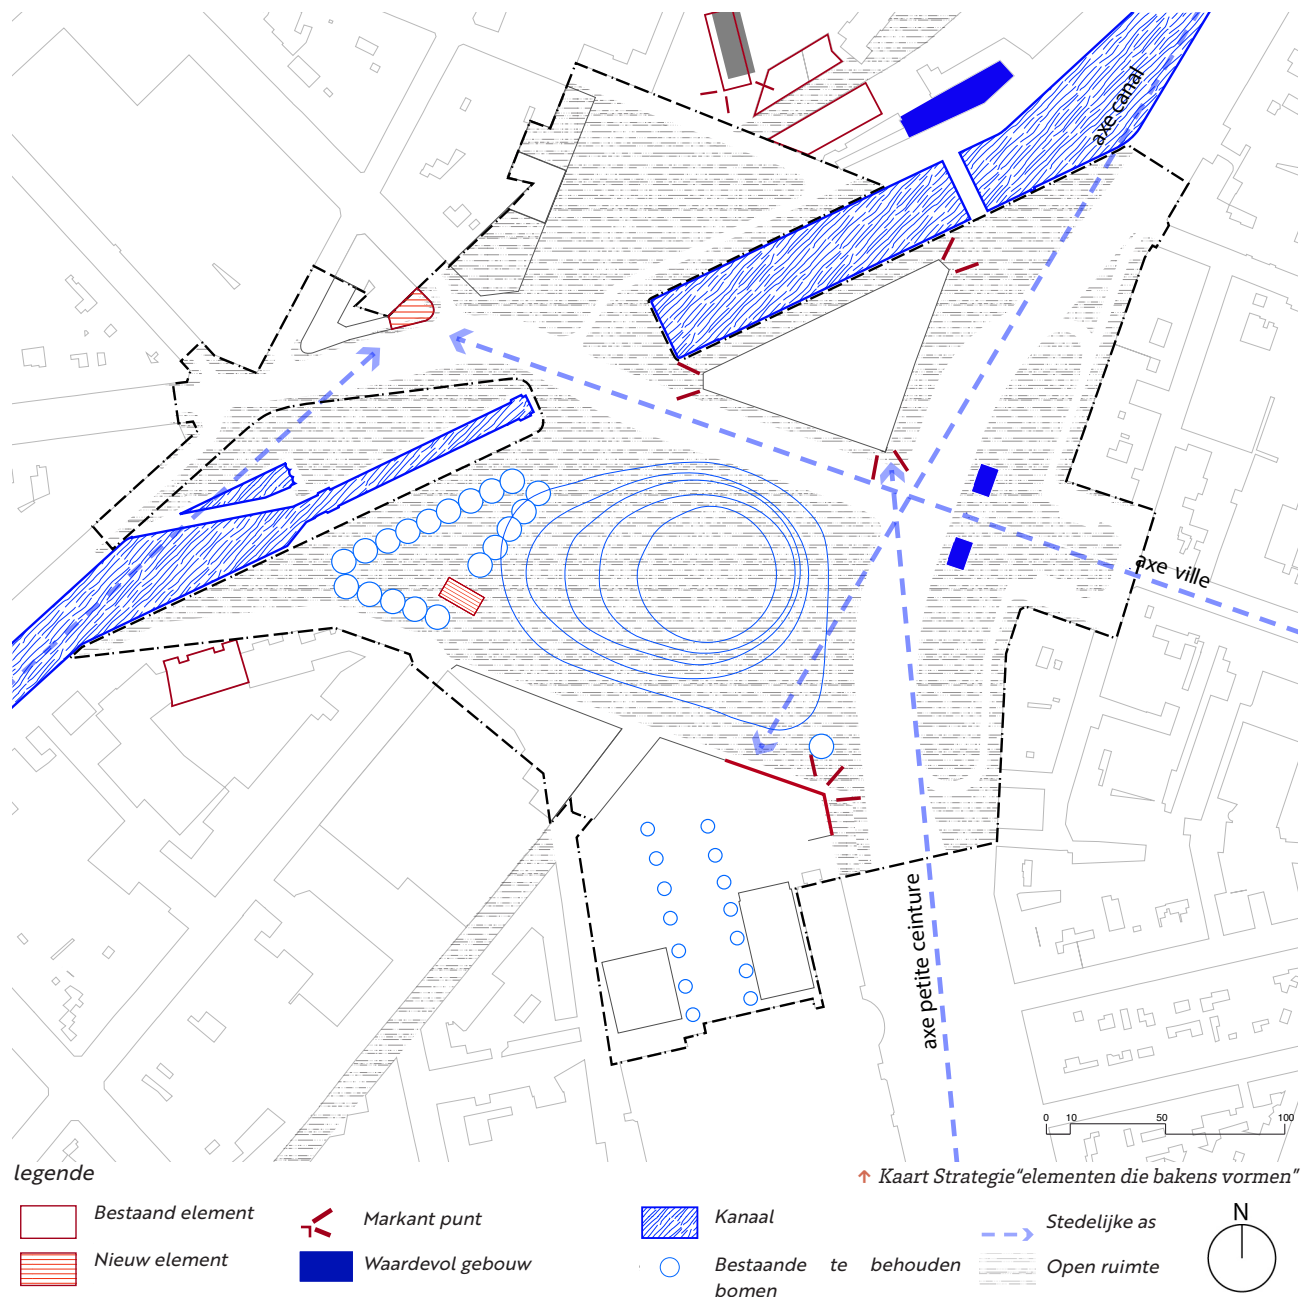 axe canal
axe ville
axe petite ceinture
0 10 50 100
legende
↑ Kaart Strategie“elementen die bakens vormen”
Bestaand element
Markant punt
Kanaal
Stedelijke as
N
Nieuw element
Waardevol gebouw
Bestaande te behouden
bomen
Open ruimte